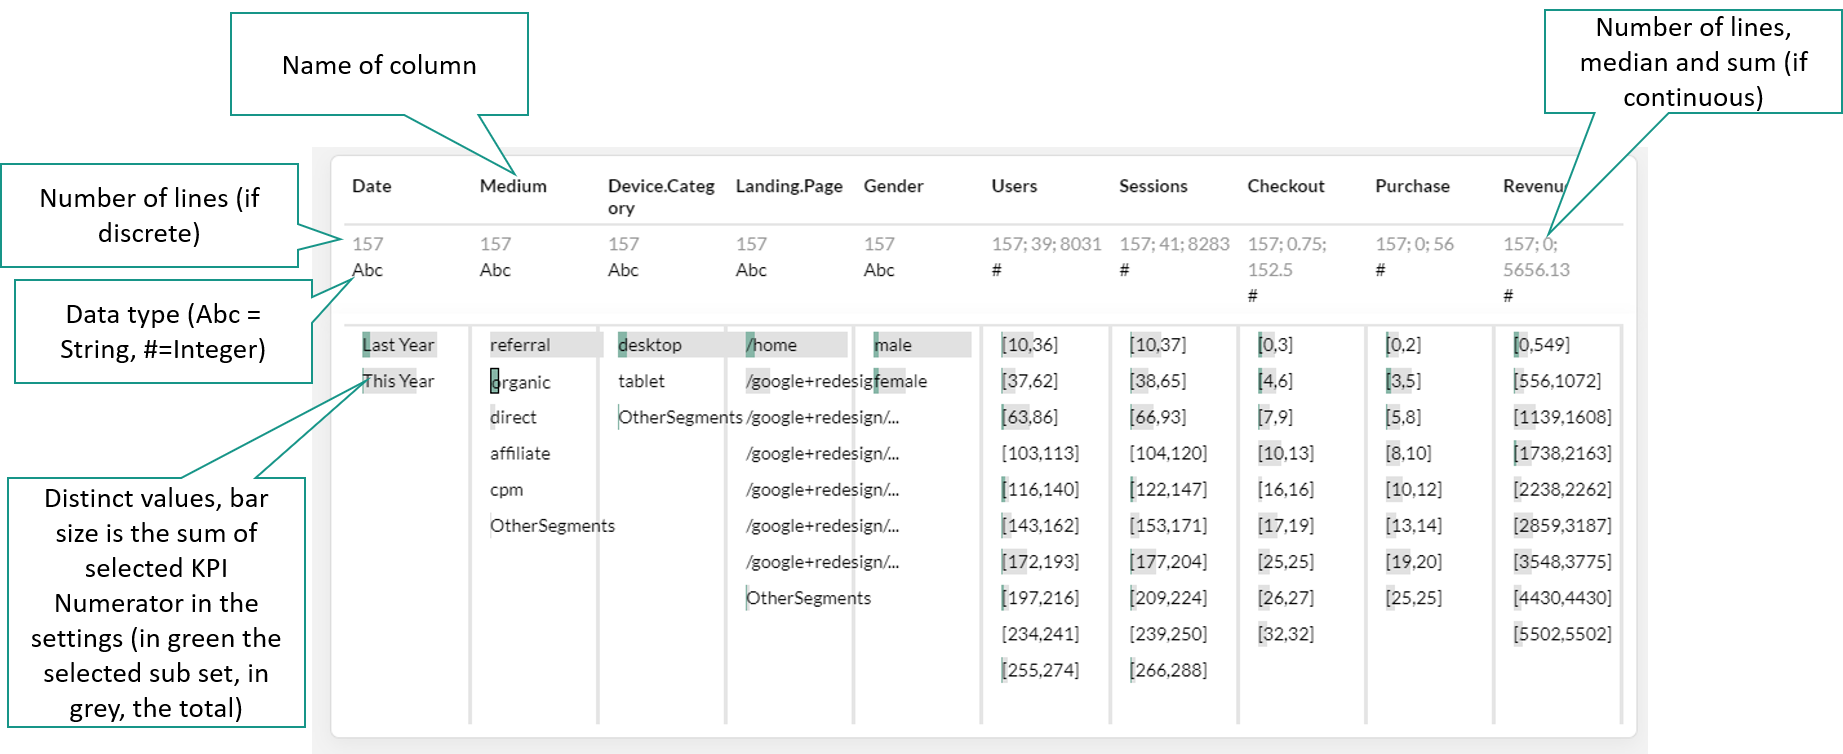 Name of column
Number of lines,
median and sum (if
continuous)
Number of lines (if
discrete)
Data type (Abc =
String, #=Integer)
Distinct values, bar
size is the sum of
selected KPI
Numerator in the
settings (in green the
selected sub set, in
grey, the total)
Date
157
Abc
Last Year
This Year
Medium
157
Abc
referral
organic
direct
affiliate
cpm
OtherSegments
Device.Categ
ory
157
Abc
desktop
tablet
OtherSegments
Landing.Page
157
Abc
/home
/google+redesig
/google+redesign/...
/google+redesign/...
/google+redesign/...
/google+redesign/...
/google+redesign/...
OtherSegments
Gender
157
Abc
male
female
Users
157; 39; 8031
#
[10,36]
[37,62]
[63,86]
[103,113]
[116,140]
[143,162]
[172,193]
[197,216]
[234,241]
[255,274]
Sessions
157; 41; 8283
#
[10,37]
[38,65]
[66,93]
[104,120]
[122,147]
[153,171]
[177,204]
[209,224]
[239,250]
[266,288]
Checkout
157; 0.75;
152.5
#
[0,3]
[4,6]
[7,9]
[10,13]
[16,16]
[17,19]
[25,25]
[26,27]
[32,32]
Purchase
157; 0; 56
#
[0,2]
[3,5]
[5,8]
[8,10]
[10,12]
[13,14]
[19,20]
[25,25]
Revenu
157; 0;
5656.13
#
[0,549]
[556,1072]
[1139,1608]
[1738,2163]
[2238,2262]
[2859,3187]
[3548,3775]
[4430,4430]
[5502,5502]